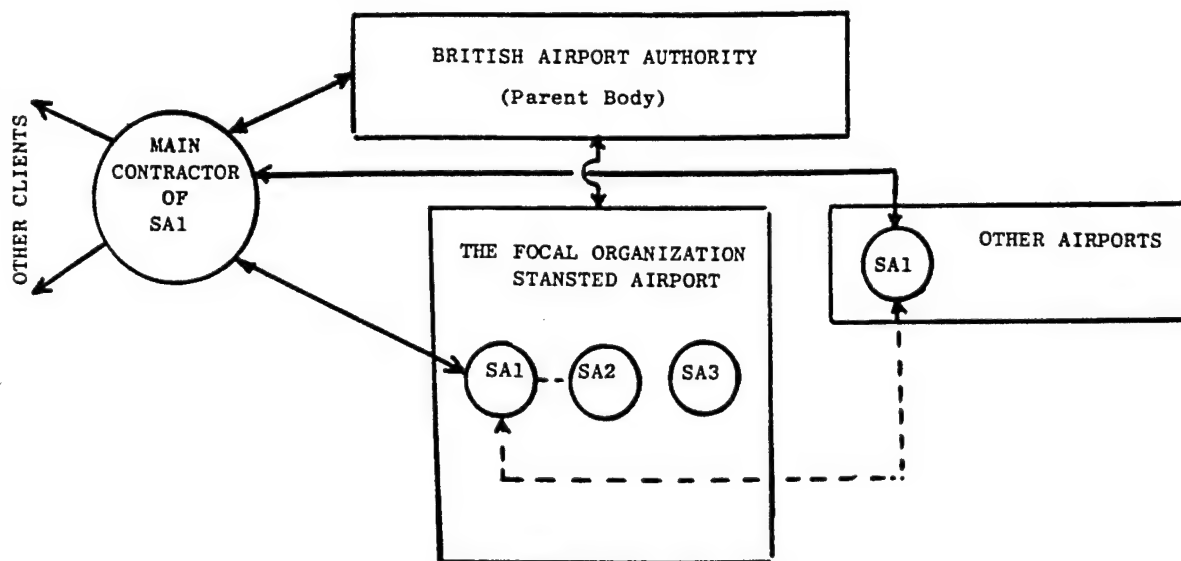 BRITISH AIRPORT AUTHORITY
(Parent Body)
OTHER CLIENTS
MAIN
CONTRACTOR
OF
SA1
THE FOCAL ORGANIZATION
STANSTED AIRPORT
OTHER AIRPORTS
SA1
SA1
SA2
SA3